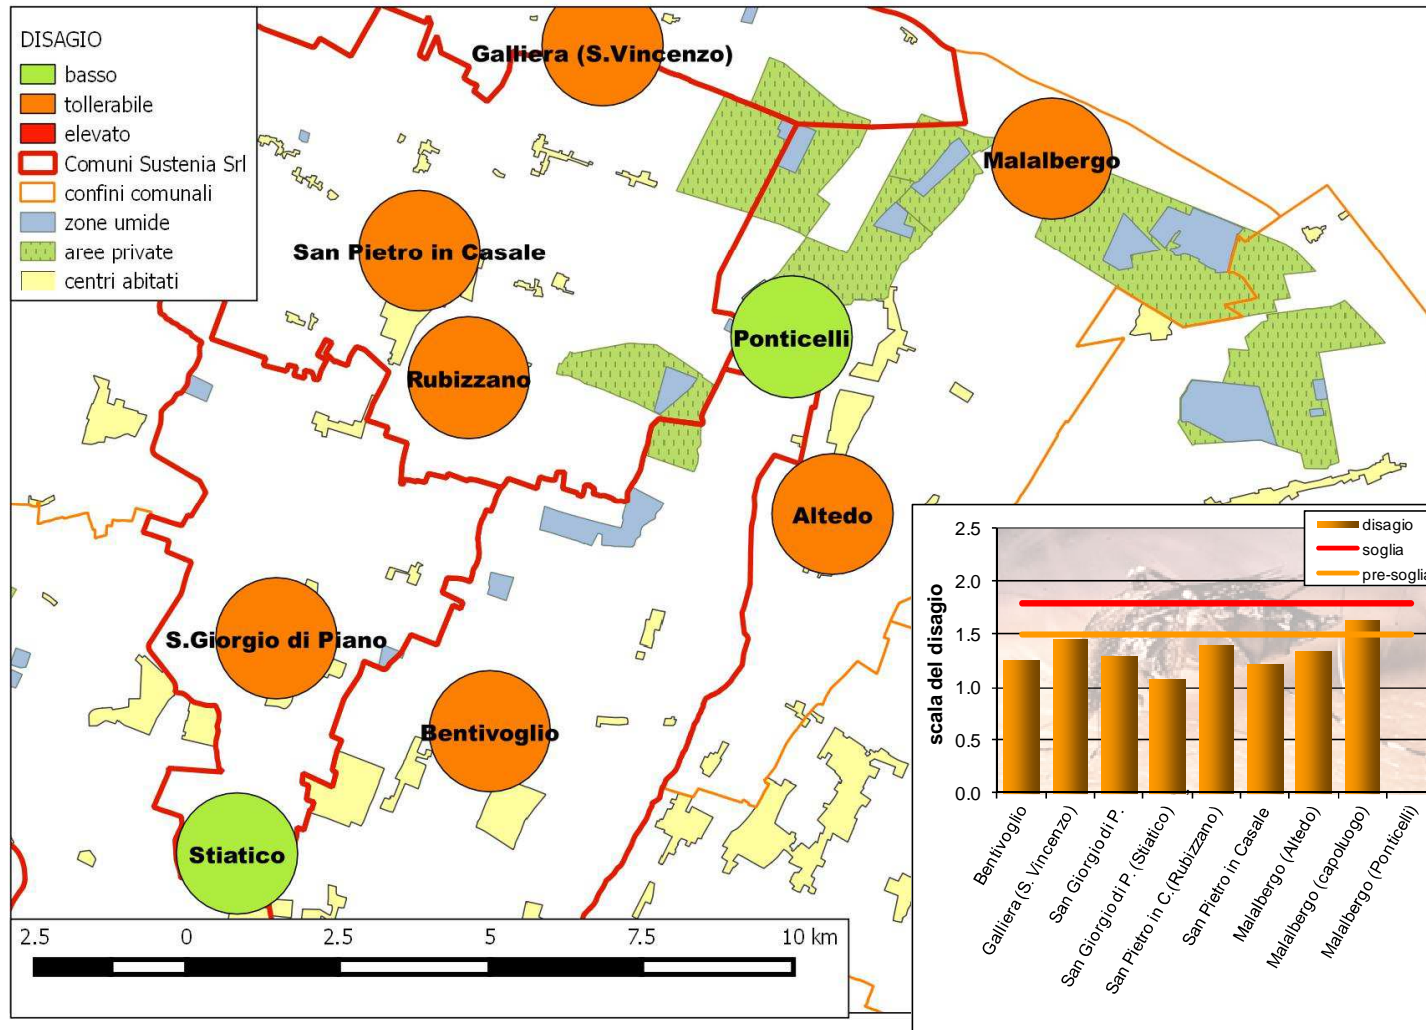 DISAGIO
basso
tollerabile
elevato
Comuni Sustenia Srl
confini comunali
zone umide
aree private
centri abitati
Galliera (S.Vincenzo)
Malalbergo
San Pietro in Casale
Ponticelli
Rubizzano
Altedo
S.Giorgio di Piano
Bentivoglio
Stiatico
2.5 0 2.5 5 7.5 10 km
disagio
soglia
pre-soglia
scala del disagio
2.5
2.0
1.5
1.0
0.5
0.0
Bentivoglio
Galliera (S. Vincenzo)
San Giorgio di P.
San Giorgio di P. (Stiatico)
San Pietro in C. (Rubizzano)
San Pietro in Casale
Malalbergo (Altedo)
Malalbergo (capoluogo)
Malalbergo (Ponticelli)